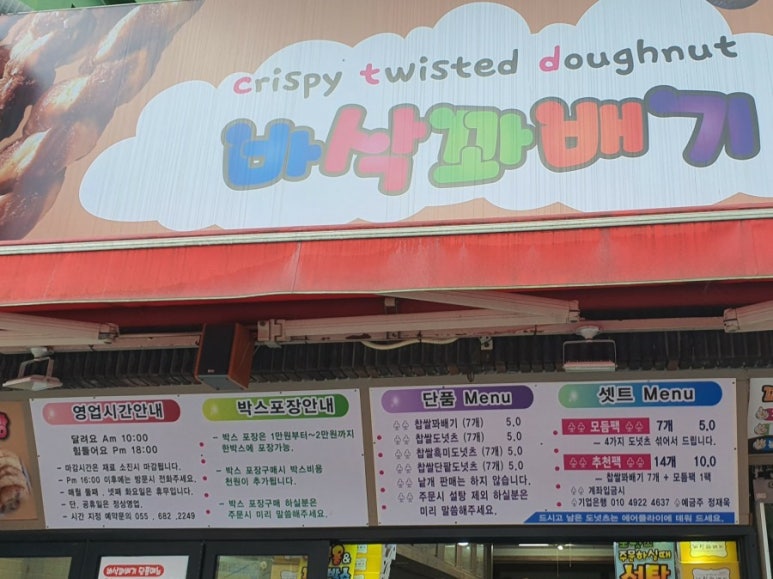 crispy twisted doughnut
바삭꽈배기
영업시간안내
달려요 Am 10:00
힘들어요 Pm 18:00
- 마감시간은 재료 소진시 마감됩니다.
- Pm 16:00 이후에는 방문시 전화주세요.
- 매월 둘째, 넷째 화요일은 휴무입니다.
- 단, 공휴일은 정상영업.
- 시간 지정 예약문의 055. 682.2249
박스포장안내
- 박스 포장은 1만원부터~2만원까지
한박스에 포장가능.
- 박스 포장구매시 박스비용
천원이 추가됩니다.
- 박스 포장구매 하실분은
주문시 미리 말씀해주세요.
단품 Menu
♧♧ 찹쌀꽈배기 (7개) 5,0
♧♧ 찹쌀도넛츠 (7개) 5,0
♧♧ 찹쌀흑미도넛츠 (7개) 5,0
♧♧ 찹쌀단팥도넛츠 (7개) 5,0
♧♧ 낱개 판매는 하지 않습니다.
♧♧ 주문시 설탕 제외 하실분은
미리 말씀해주세요.
셋트 Menu
♧♧ 모듬팩 7개 5,0
- 4가지 도넛츠 섞어서 드립니다.
♧♧ 추천팩 14개 10,0
- 찹쌀꽈배기 7개 + 모듬팩 1팩
♧♧ 계좌입금시
♧기업은행 010 4922 4637 ♧예금주 정재욱
드시고 남은 도넛츠는 에어플라이에 데워 드세요.
주문하실때
설탕